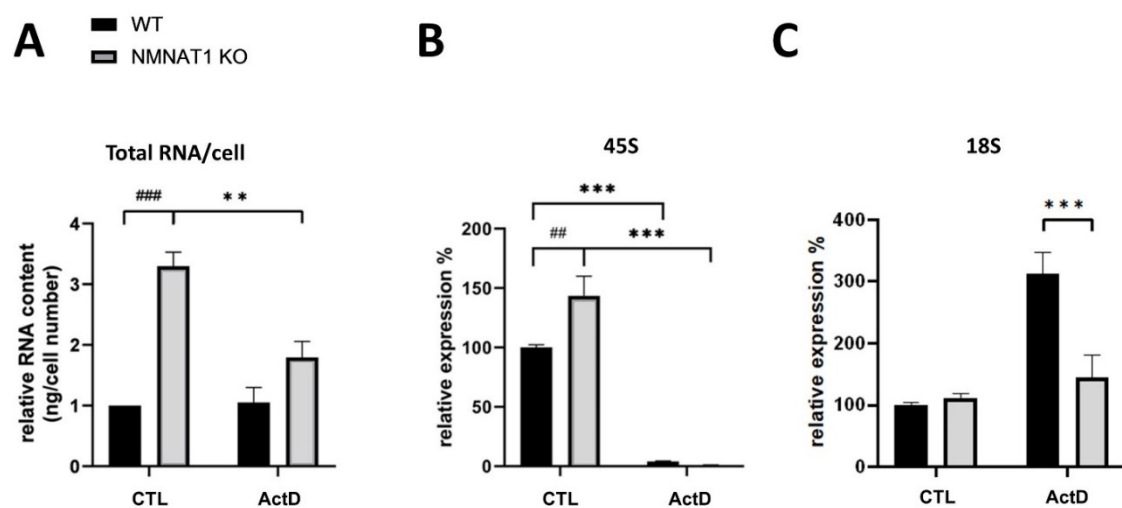 A
WT
NMNAT1 KO
Total RNA/cell
###
**
relative RNA content
(ng/cell number)
4
3
2
1
0
CTL
ActD
B
45S
***
##
***
relative expression %
200
150
100
50
0
CTL
ActD
C
18S
***
relative expression %
400
300
200
100
0
CTL
ActD